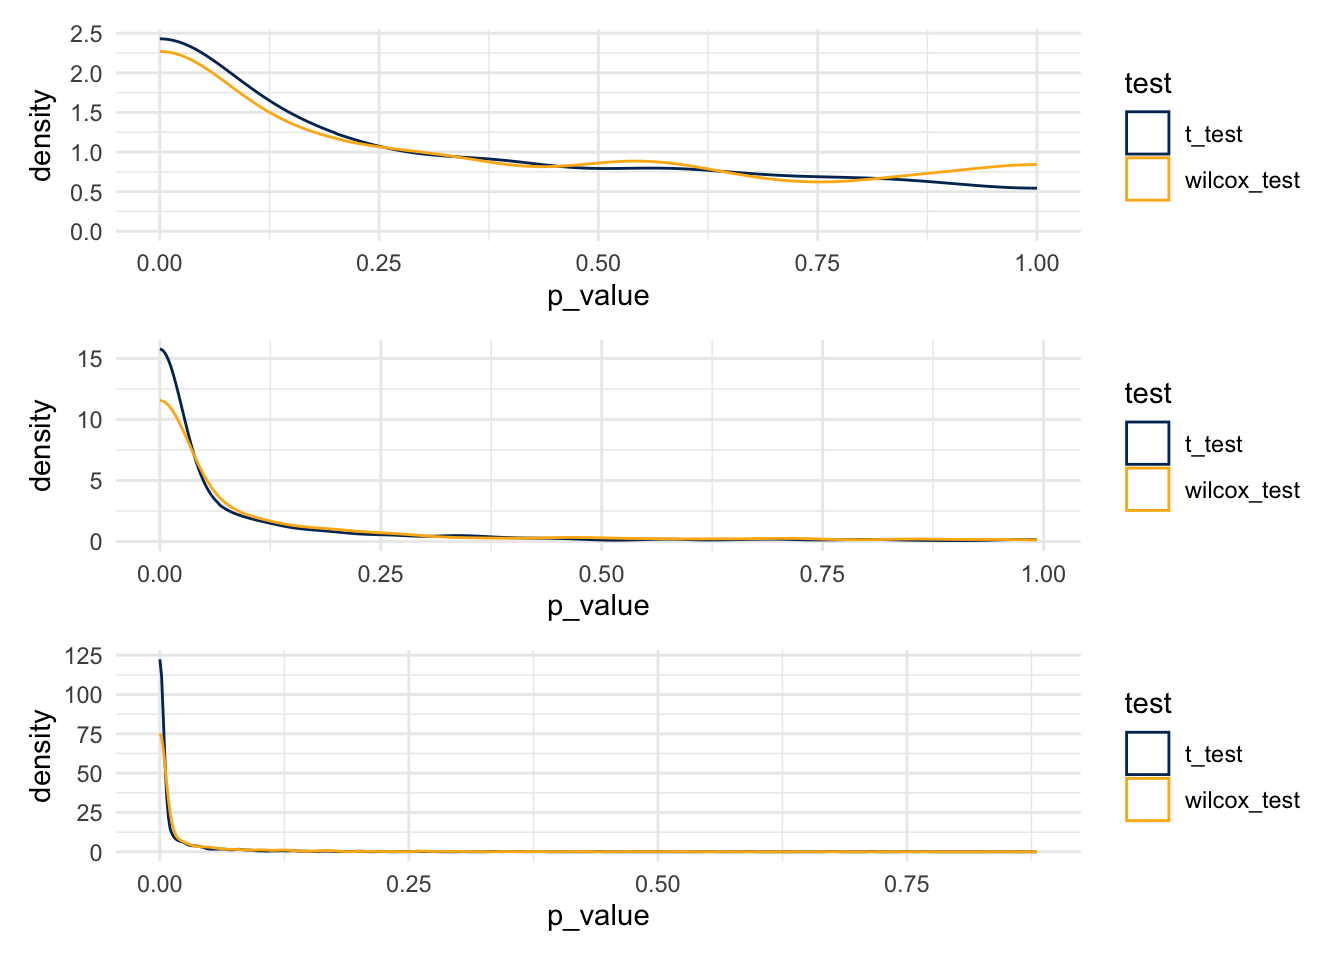 2.5
2.0
1.5
1.0
0.5
0.0
density
0.00 0.25 0.50 0.75 1.00
p_value
test
t_test
wilcox_test
15
10
5
0
density
0.00 0.25 0.50 0.75 1.00
p_value
test
t_test
wilcox_test
125
100
75
50
25
0
density
0.00 0.25 0.50 0.75
p_value
test
t_test
wilcox_test